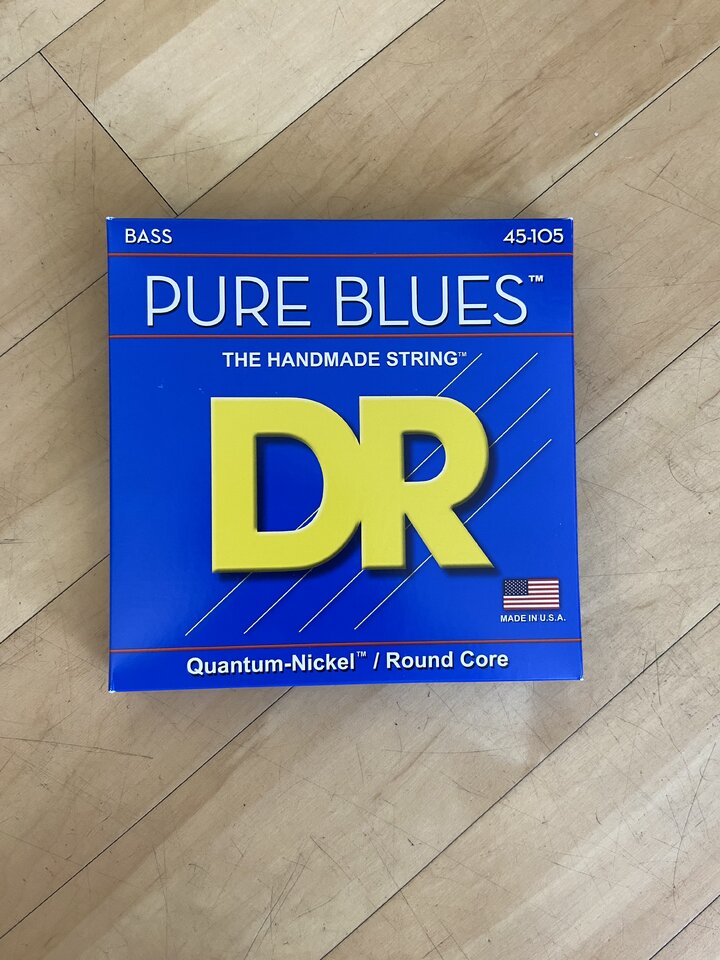 BASS 45-105
PURE BLUES™
THE HANDMADE STRING™
DR
MADE IN U.S.A.
Quantum-Nickel™ / Round Core